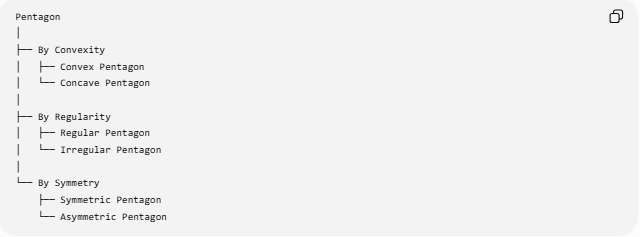 Pentagon
│
├── By Convexity
│   ├── Convex Pentagon
│   └── Concave Pentagon
│
├── By Regularity
│   ├── Regular Pentagon
│   └── Irregular Pentagon
│
└── By Symmetry
    ├── Symmetric Pentagon
    └── Asymmetric Pentagon